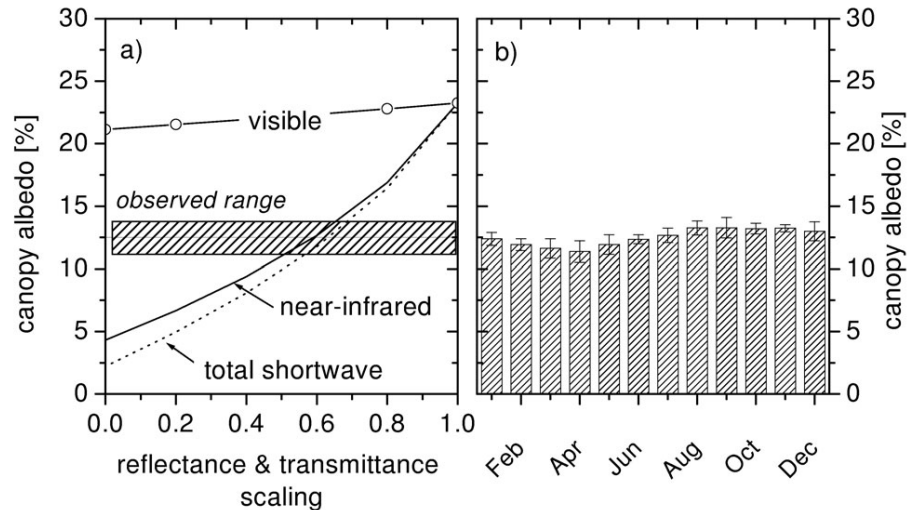 a)
b)
30
25
20
15
10
5
0
canopy albedo [%]
visible
observed range
near-infrared
total shortwave
0.0 0.2 0.4 0.6 0.8 1.0
reflectance & transmittance
scaling
Feb Apr Jun Aug Oct Dec
30
25
20
15
10
5
0
canopy albedo [%]